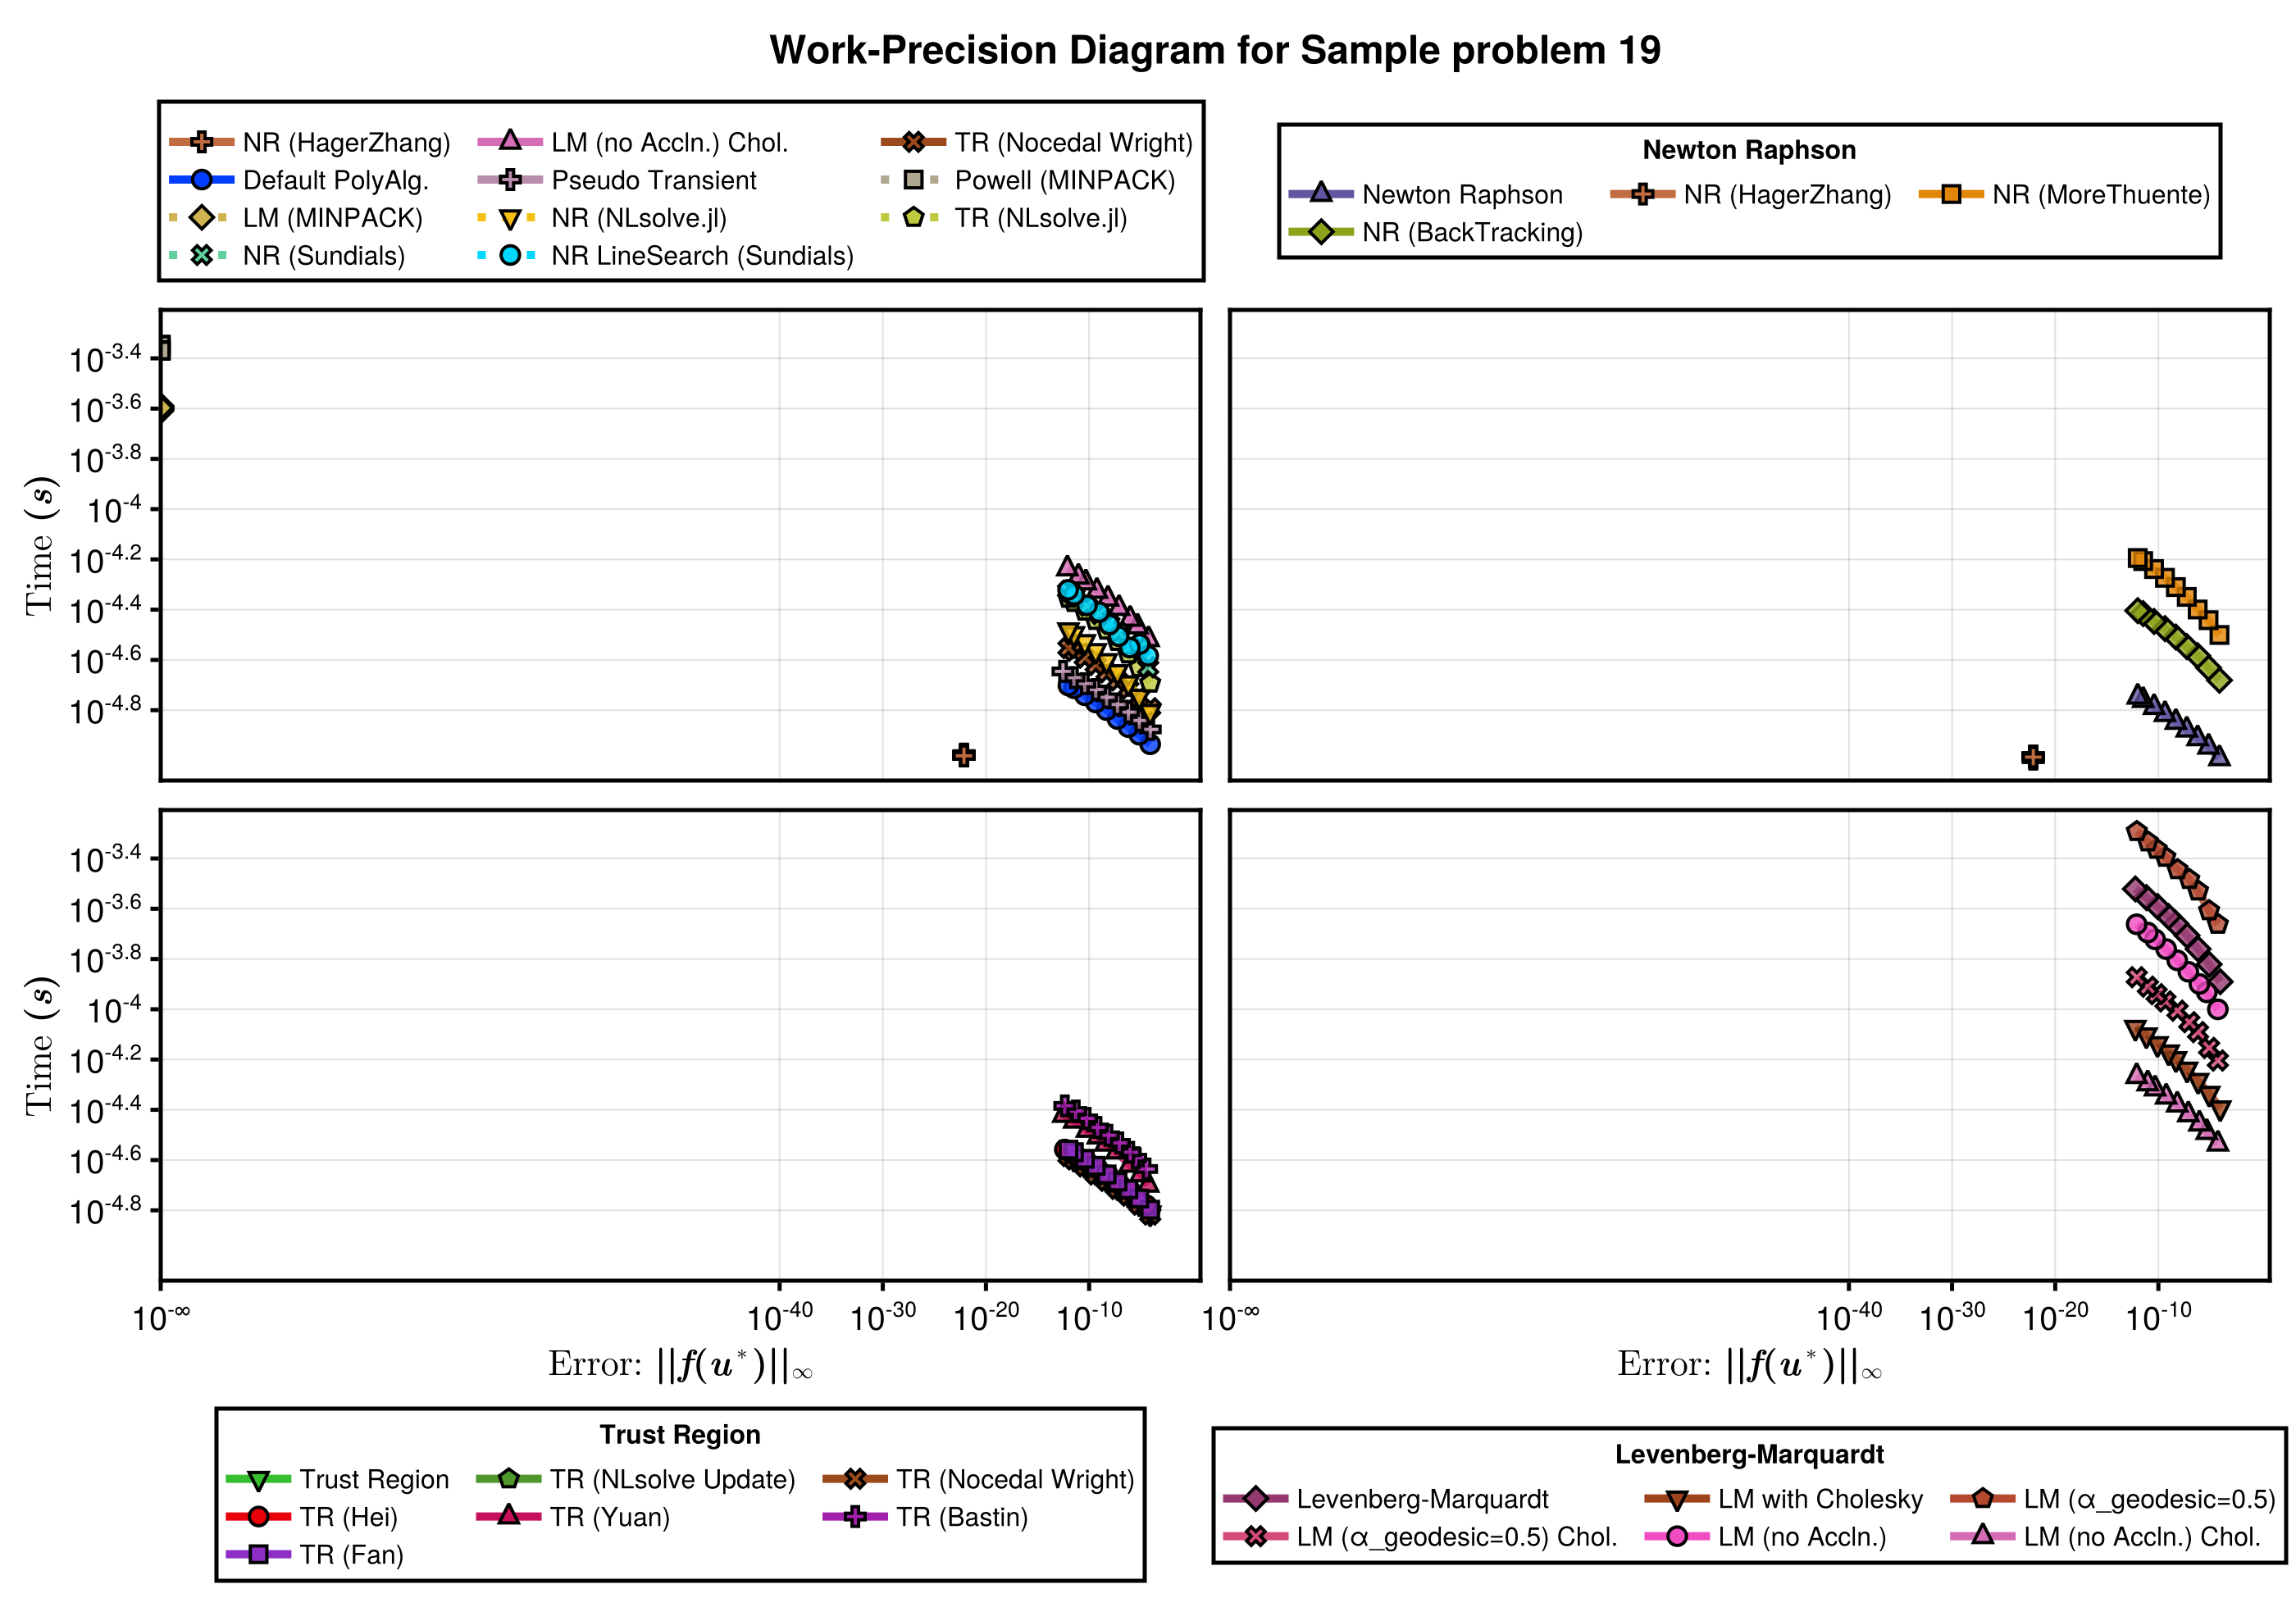 Work-Precision Diagram for Sample problem 19
NR (HagerZhang) LM (no Accln.) Chol. TR (Nocedal Wright)
Default PolyAlg. Pseudo Transient Powell (MINPACK)
LM (MINPACK) NR (NLsolve.jl) TR (NLsolve.jl)
NR (Sundials) NR LineSearch (Sundials)
Newton Raphson
Newton Raphson NR (HagerZhang) NR (MoreThuente)
NR (BackTracking)
10^-3.4
10^-3.6
10^-3.8
10^-4
10^-4.2
10^-4.4
10^-4.6
10^-4.8
Time (s)
10^-3.4
10^-3.6
10^-3.8
10^-4
10^-4.2
10^-4.4
10^-4.6
10^-4.8
Time (s)
10^-∞ 10^-40 10^-30 10^-20 10^-10
10^-∞ 10^-40 10^-30 10^-20 10^-10
Error: ||f(u*)||∞
Error: ||f(u*)||∞
Trust Region
Trust Region TR (NLsolve Update) TR (Nocedal Wright)
TR (Hei) TR (Yuan) TR (Bastin)
TR (Fan)
Levenberg-Marquardt
Levenberg-Marquardt LM with Cholesky LM (α_geodesic=0.5)
LM (α_geodesic=0.5) Chol. LM (no Accln.) LM (no Accln.) Chol.